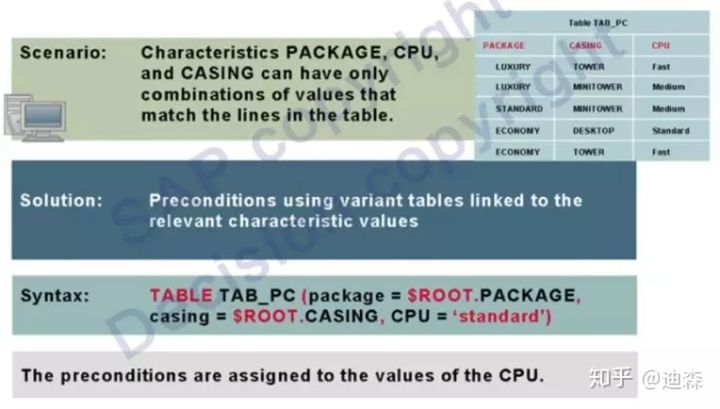 Table TAB_PC
PACKAGE CASING CPU
LUXURY TOWER Fast
LUXURY MINITOWER Medium
STANDARD MINITOWER Medium
ECONOMY DESKTOP Standard
ECONOMY TOWER Fast
Scenario: Characteristics PACKAGE, CPU,
and CASING can have only
combinations of values that
match the lines in the table.
Solution: Preconditions using variant tables linked to the
relevant characteristic values
Syntax: TABLE TAB_PC (package = $ROOT.PACKAGE,
casing = $ROOT.CASING, CPU = ‘standard’)
The preconditions are assigned to the values of the CPU.
SAP copyright
copyright
知乎 @迪森